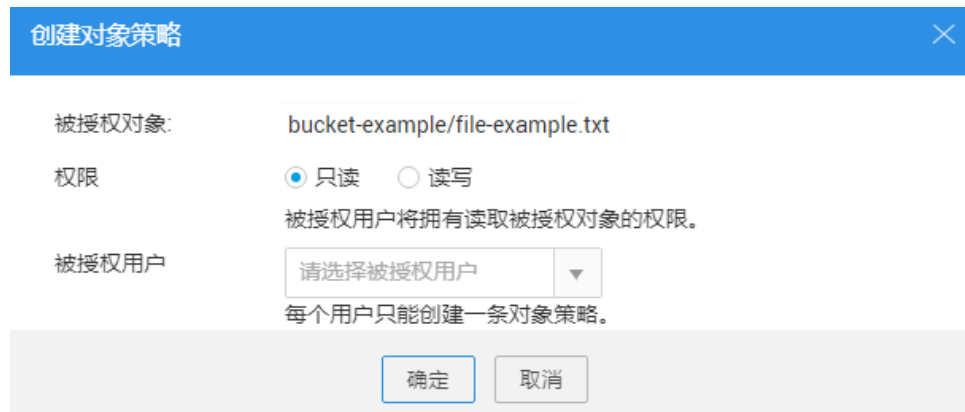 创建对象策略
被授权对象: bucket-example/file-example.txt
权限 只读 读写
被授权用户将拥有读取被授权对象的权限。
被授权用户 请选择被授权用户
每个用户只能创建一条对象策略。
确定 取消